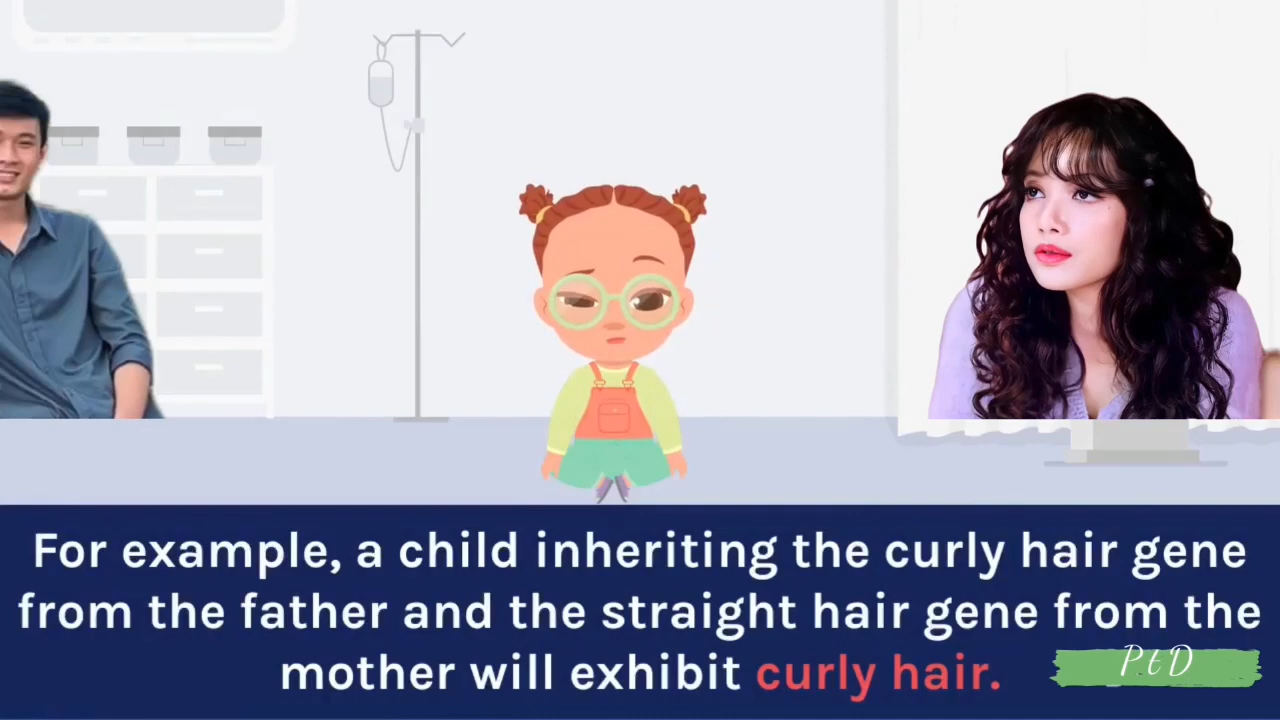 For example, a child inheriting the curly hair gene
from the father and the straight hair gene from the
mother will exhibit curly hair.
PtD